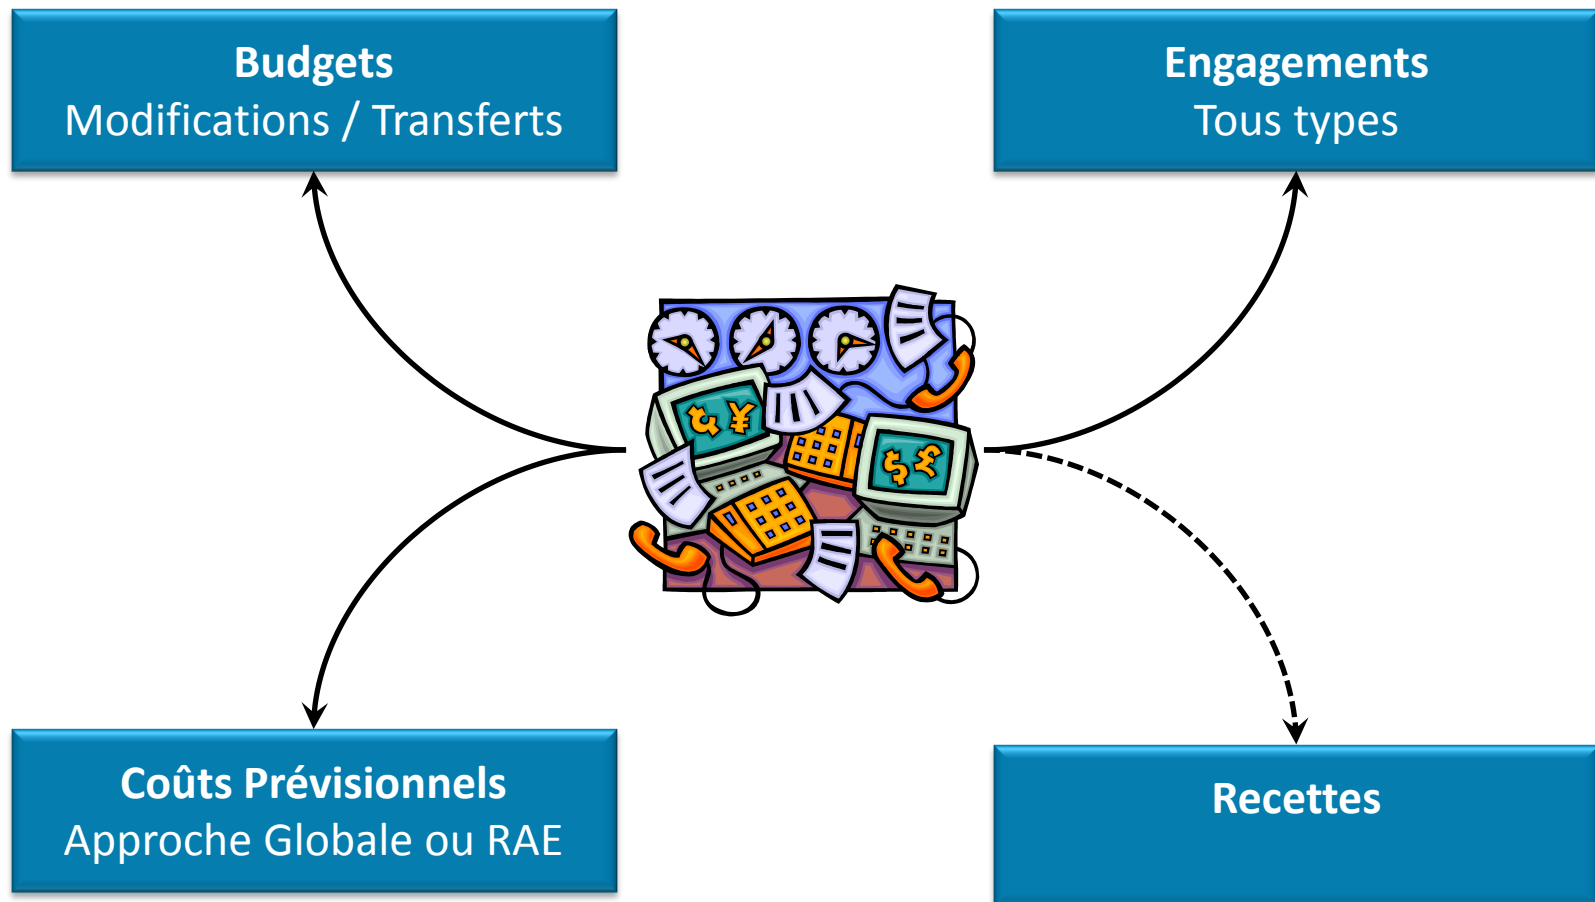 Budgets
Modifications / Transferts
Engagements
Tous types
¥
$ £
Coûts Prévisionnels
Approche Globale ou RAE
Recettes